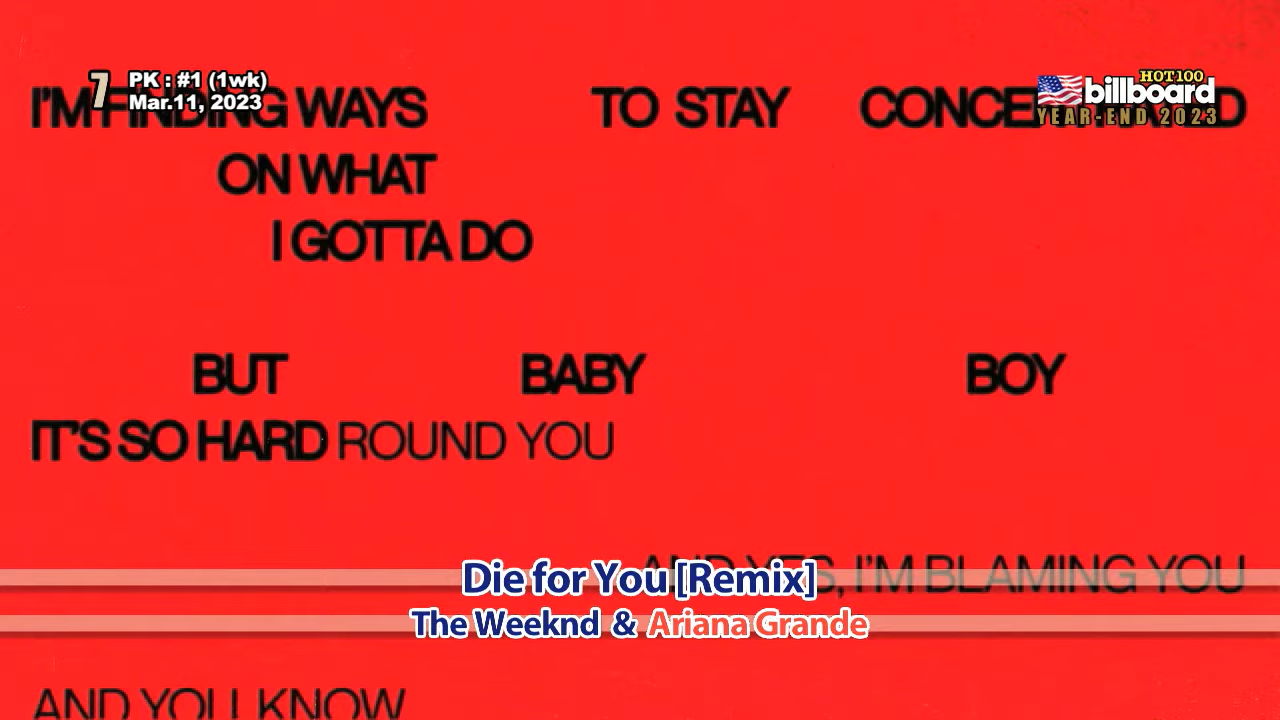 7 PK : #1 (1wk)
Mar.11, 2023
HOT100
billboard
YEAR-END 2023
I'M FINDING WAYS TO STAY
ON WHAT
I GOTTA DO
BUT BABY BOY
IT'S SO HARD ROUND YOU
AND YES, I'M BLAMING YOU
Die for You [Remix]
The Weeknd & Ariana Grande
AND YOU KNOW